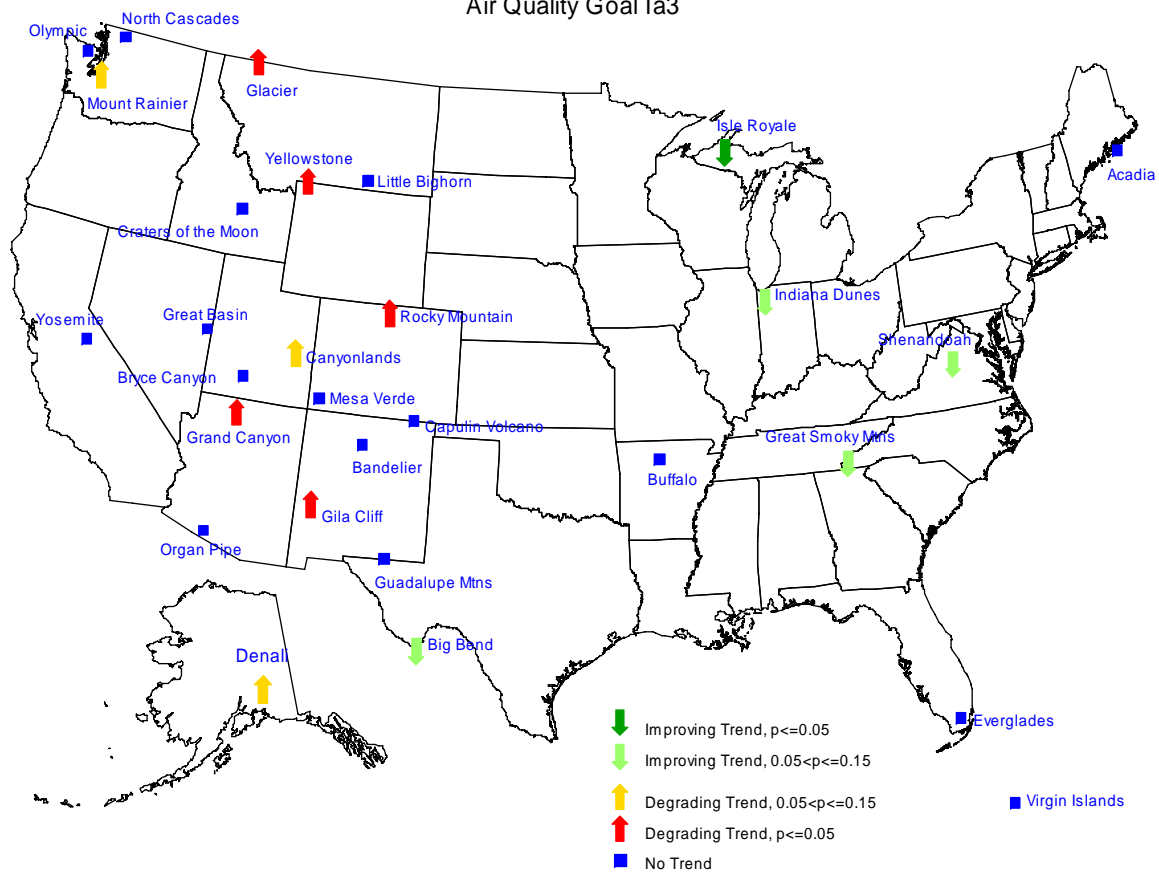 Air Quality Goal Ia3
North Cascades
Olympic
Mount Rainier
Glacier
Isle Royale
Acadia
Yellowstone
Little Bighorn
Craters of the Moon
Indiana Dunes
Great Basin
Yosemite
Rocky Mountain
Shenandoah
Canyonlands
Bryce Canyon
Mesa Verde
Capulin Volcano
Grand Canyon
Great Smoky Mtns
Bandelier
Buffalo
Gila Cliff
Organ Pipe
Guadalupe Mtns
Big Bend
Denali
Everglades
Improving Trend, p<=0.05
Improving Trend, 0.05<p<=0.15
Degrading Trend, 0.05<p<=0.15
Virgin Islands
Degrading Trend, p<=0.05
No Trend